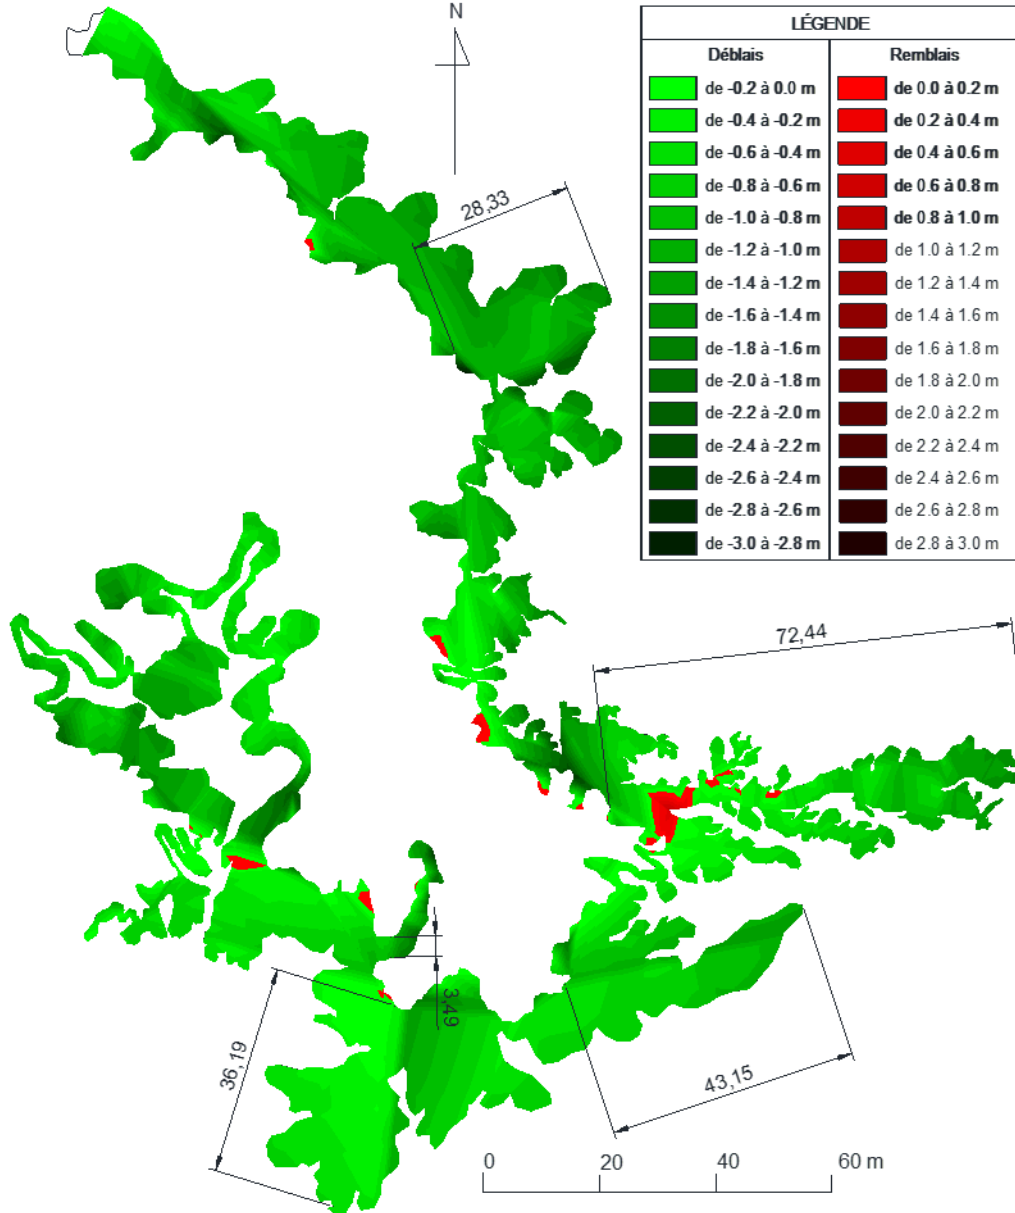 N
LÉGENDE
Déblais
Remblais
de -0.2 à 0.0 m
de 0.0 à 0.2 m
de -0.4 à -0.2 m
de 0.2 à 0.4 m
de -0.6 à -0.4 m
de 0.4 à 0.6 m
de -0.8 à -0.6 m
de 0.6 à 0.8 m
de -1.0 à -0.8 m
de 0.8 à 1.0 m
de -1.2 à -1.0 m
de 1.0 à 1.2 m
de -1.4 à -1.2 m
de 1.2 à 1.4 m
de -1.6 à -1.4 m
de 1.4 à 1.6 m
de -1.8 à -1.6 m
de 1.6 à 1.8 m
de -2.0 à -1.8 m
de 1.8 à 2.0 m
de -2.2 à -2.0 m
de 2.0 à 2.2 m
de -2.4 à -2.2 m
de 2.2 à 2.4 m
de -2.6 à -2.4 m
de 2.4 à 2.6 m
de -2.8 à -2.6 m
de 2.6 à 2.8 m
de -3.0 à -2.8 m
de 2.8 à 3.0 m
28,33
72,44
3,49
36,19
43,15
0 20 40 60 m